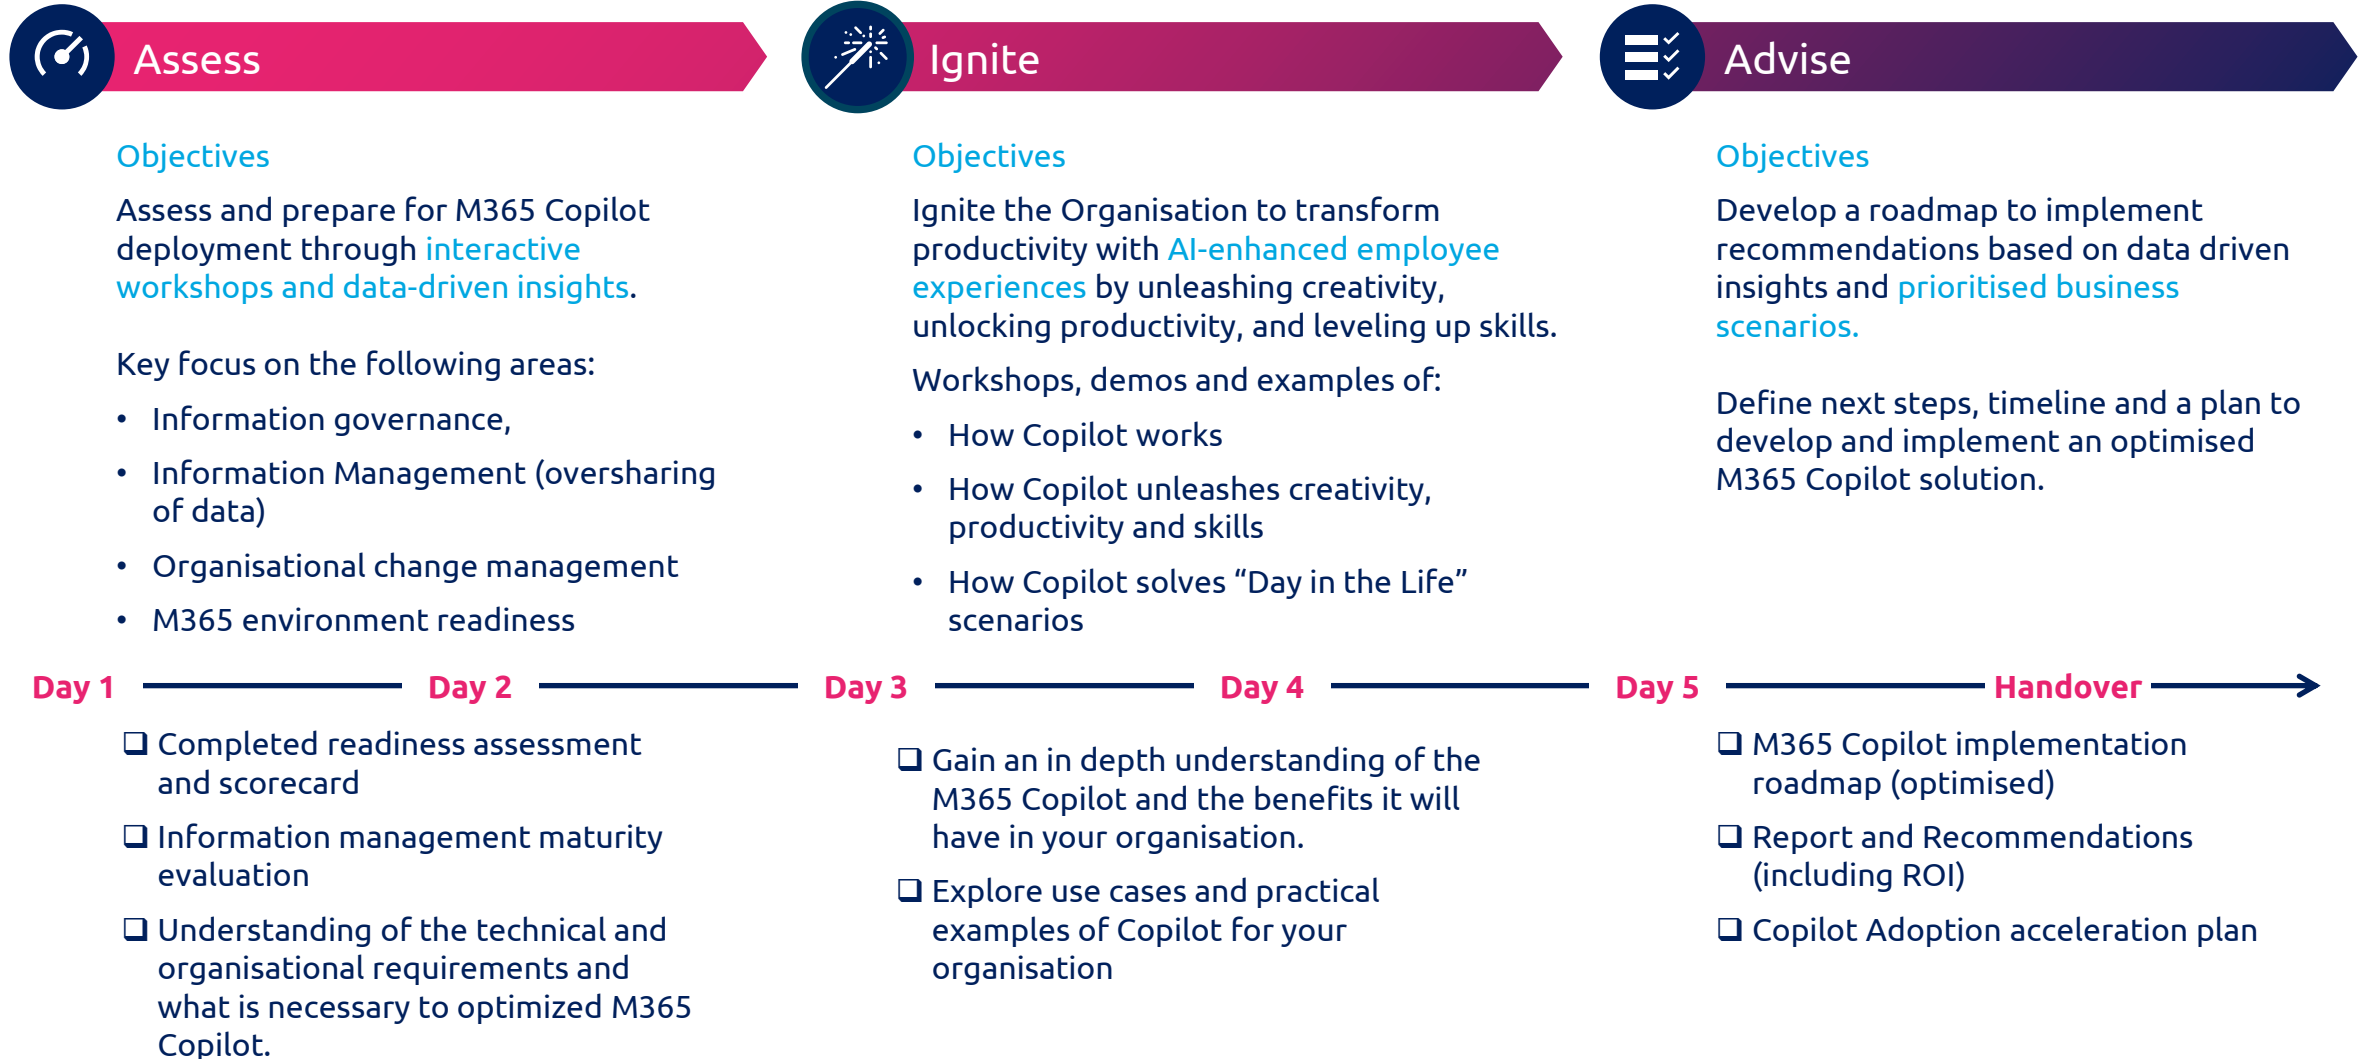 Assess
Objectives
Assess and prepare for M365 Copilot
deployment through interactive
workshops and data-driven insights.
Key focus on the following areas:
• Information governance,
• Information Management (oversharing
of data)
• Organisational change management
• M365 environment readiness
Ignite
Objectives
Ignite the Organisation to transform
productivity with AI-enhanced employee
experiences by unleashing creativity,
unlocking productivity, and leveling up skills.
Workshops, demos and examples of:
• How Copilot works
• How Copilot unleashes creativity,
productivity and skills
• How Copilot solves “Day in the Life”
scenarios
Advise
Objectives
Develop a roadmap to implement
recommendations based on data driven
insights and prioritised business
scenarios.
Define next steps, timeline and a plan to
develop and implement an optimised
M365 Copilot solution.
Day 1 Day 2 Day 3 Day 4 Day 5 Handover
❑ Completed readiness assessment
and scorecard
❑ Information management maturity
evaluation
❑ Understanding of the technical and
organisational requirements and
what is necessary to optimized M365
Copilot.
❑ Gain an in depth understanding of the
M365 Copilot and the benefits it will
have in your organisation.
❑ Explore use cases and practical
examples of Copilot for your
organisation
❑ M365 Copilot implementation
roadmap (optimised)
❑ Report and Recommendations
(including ROI)
❑ Copilot Adoption acceleration plan